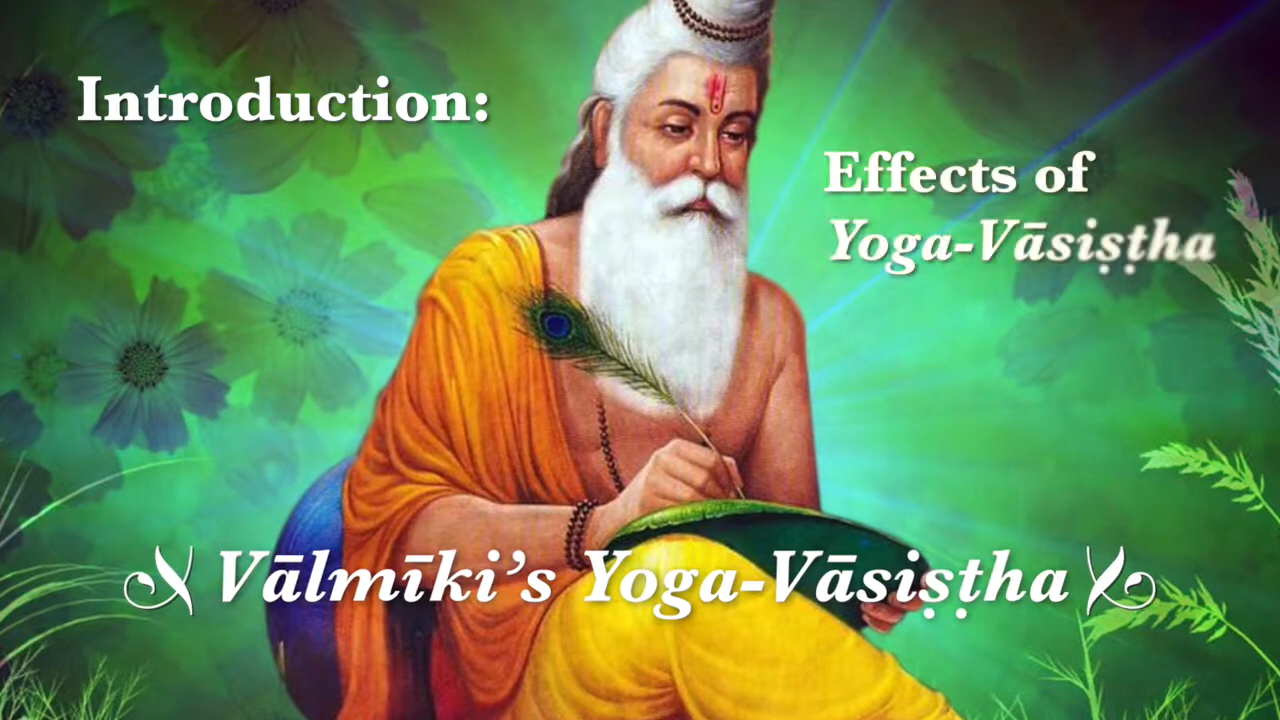 Introduction:
Effects of
Yoga-Vāsiṣṭha
Vālmīki’s Yoga-Vāsiṣṭha